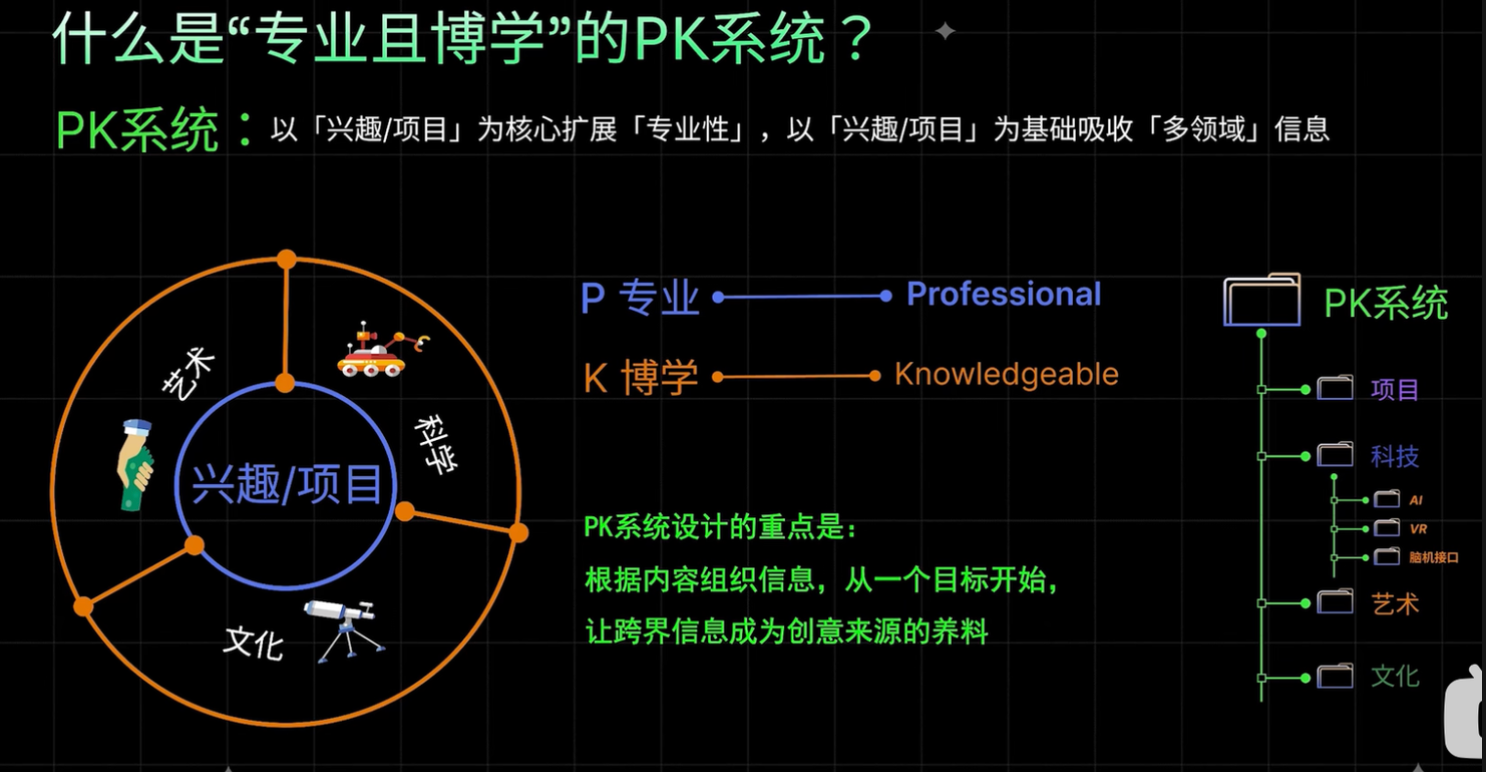 什么是“专业且博学”的PK系统？
PK系统：以「兴趣/项目」为核心扩展「专业性」，以「兴趣/项目」为基础吸收「多领域」信息
艺术
科学
兴趣/项目
文化
P 专业 Professional
K 博学 Knowledgeable
PK系统设计的重点是：
根据内容组织信息，从一个目标开始，
让跨界信息成为创意来源的养料
PK系统
项目
科技
AI
VR
脑机接口
艺术
文化